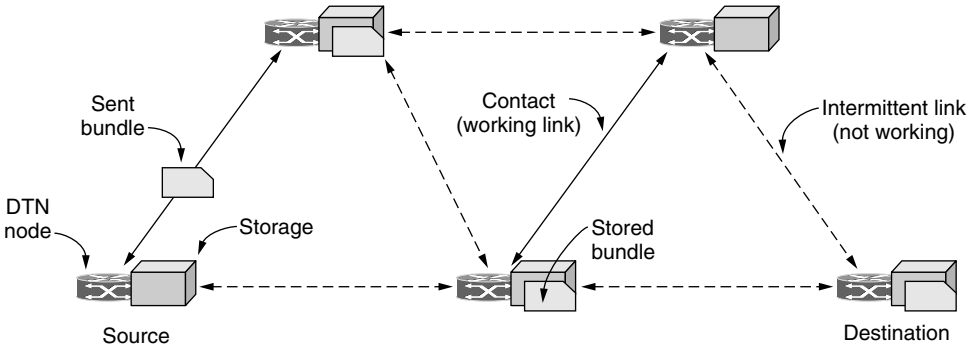 Sent
bundle
Contact
(working link)
Intermittent link
(not working)
DTN
node
Storage
Stored
bundle
Source
Destination